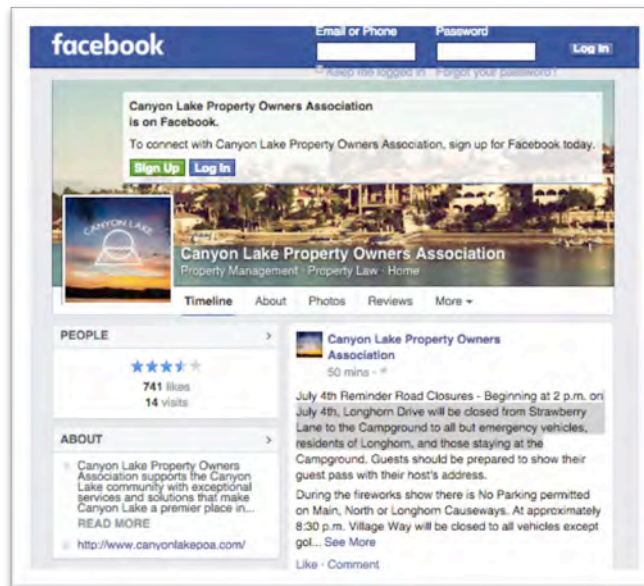 facebook
Email or Phone
Password
Log In
Keep me logged in
Forgot your password?
Canyon Lake Property Owners Association
is on Facebook.
To connect with Canyon Lake Property Owners Association, sign up for Facebook today.
Sign Up
Log In
CANYON LAKE
Canyon Lake Property Owners Association
Property Management · Property Law · Home
Timeline
About
Photos
Reviews
More
PEOPLE
741 likes
14 visits
ABOUT
Canyon Lake Property Owners
Association supports the Canyon
Lake community with exceptional
services and solutions that make
Canyon Lake a premier place in...
READ MORE
http://www.canyonlakepoa.com/
Canyon Lake Property Owners
Association
50 mins ·
July 4th Reminder Road Closures - Beginning at 2 p.m. on
July 4th, Longhorn Drive will be closed from Strawberry
Lane to the Campground to all but emergency vehicles,
residents of Longhorn, and those staying at the
Campground. Guests should be prepared to show their
guest pass with their host's address.
During the fireworks show there is No Parking permitted
on Main, North or Longhorn Causeways. At approximately
8:30 p.m. Village Way will be closed to all vehicles except
gol... See More
Like · Comment